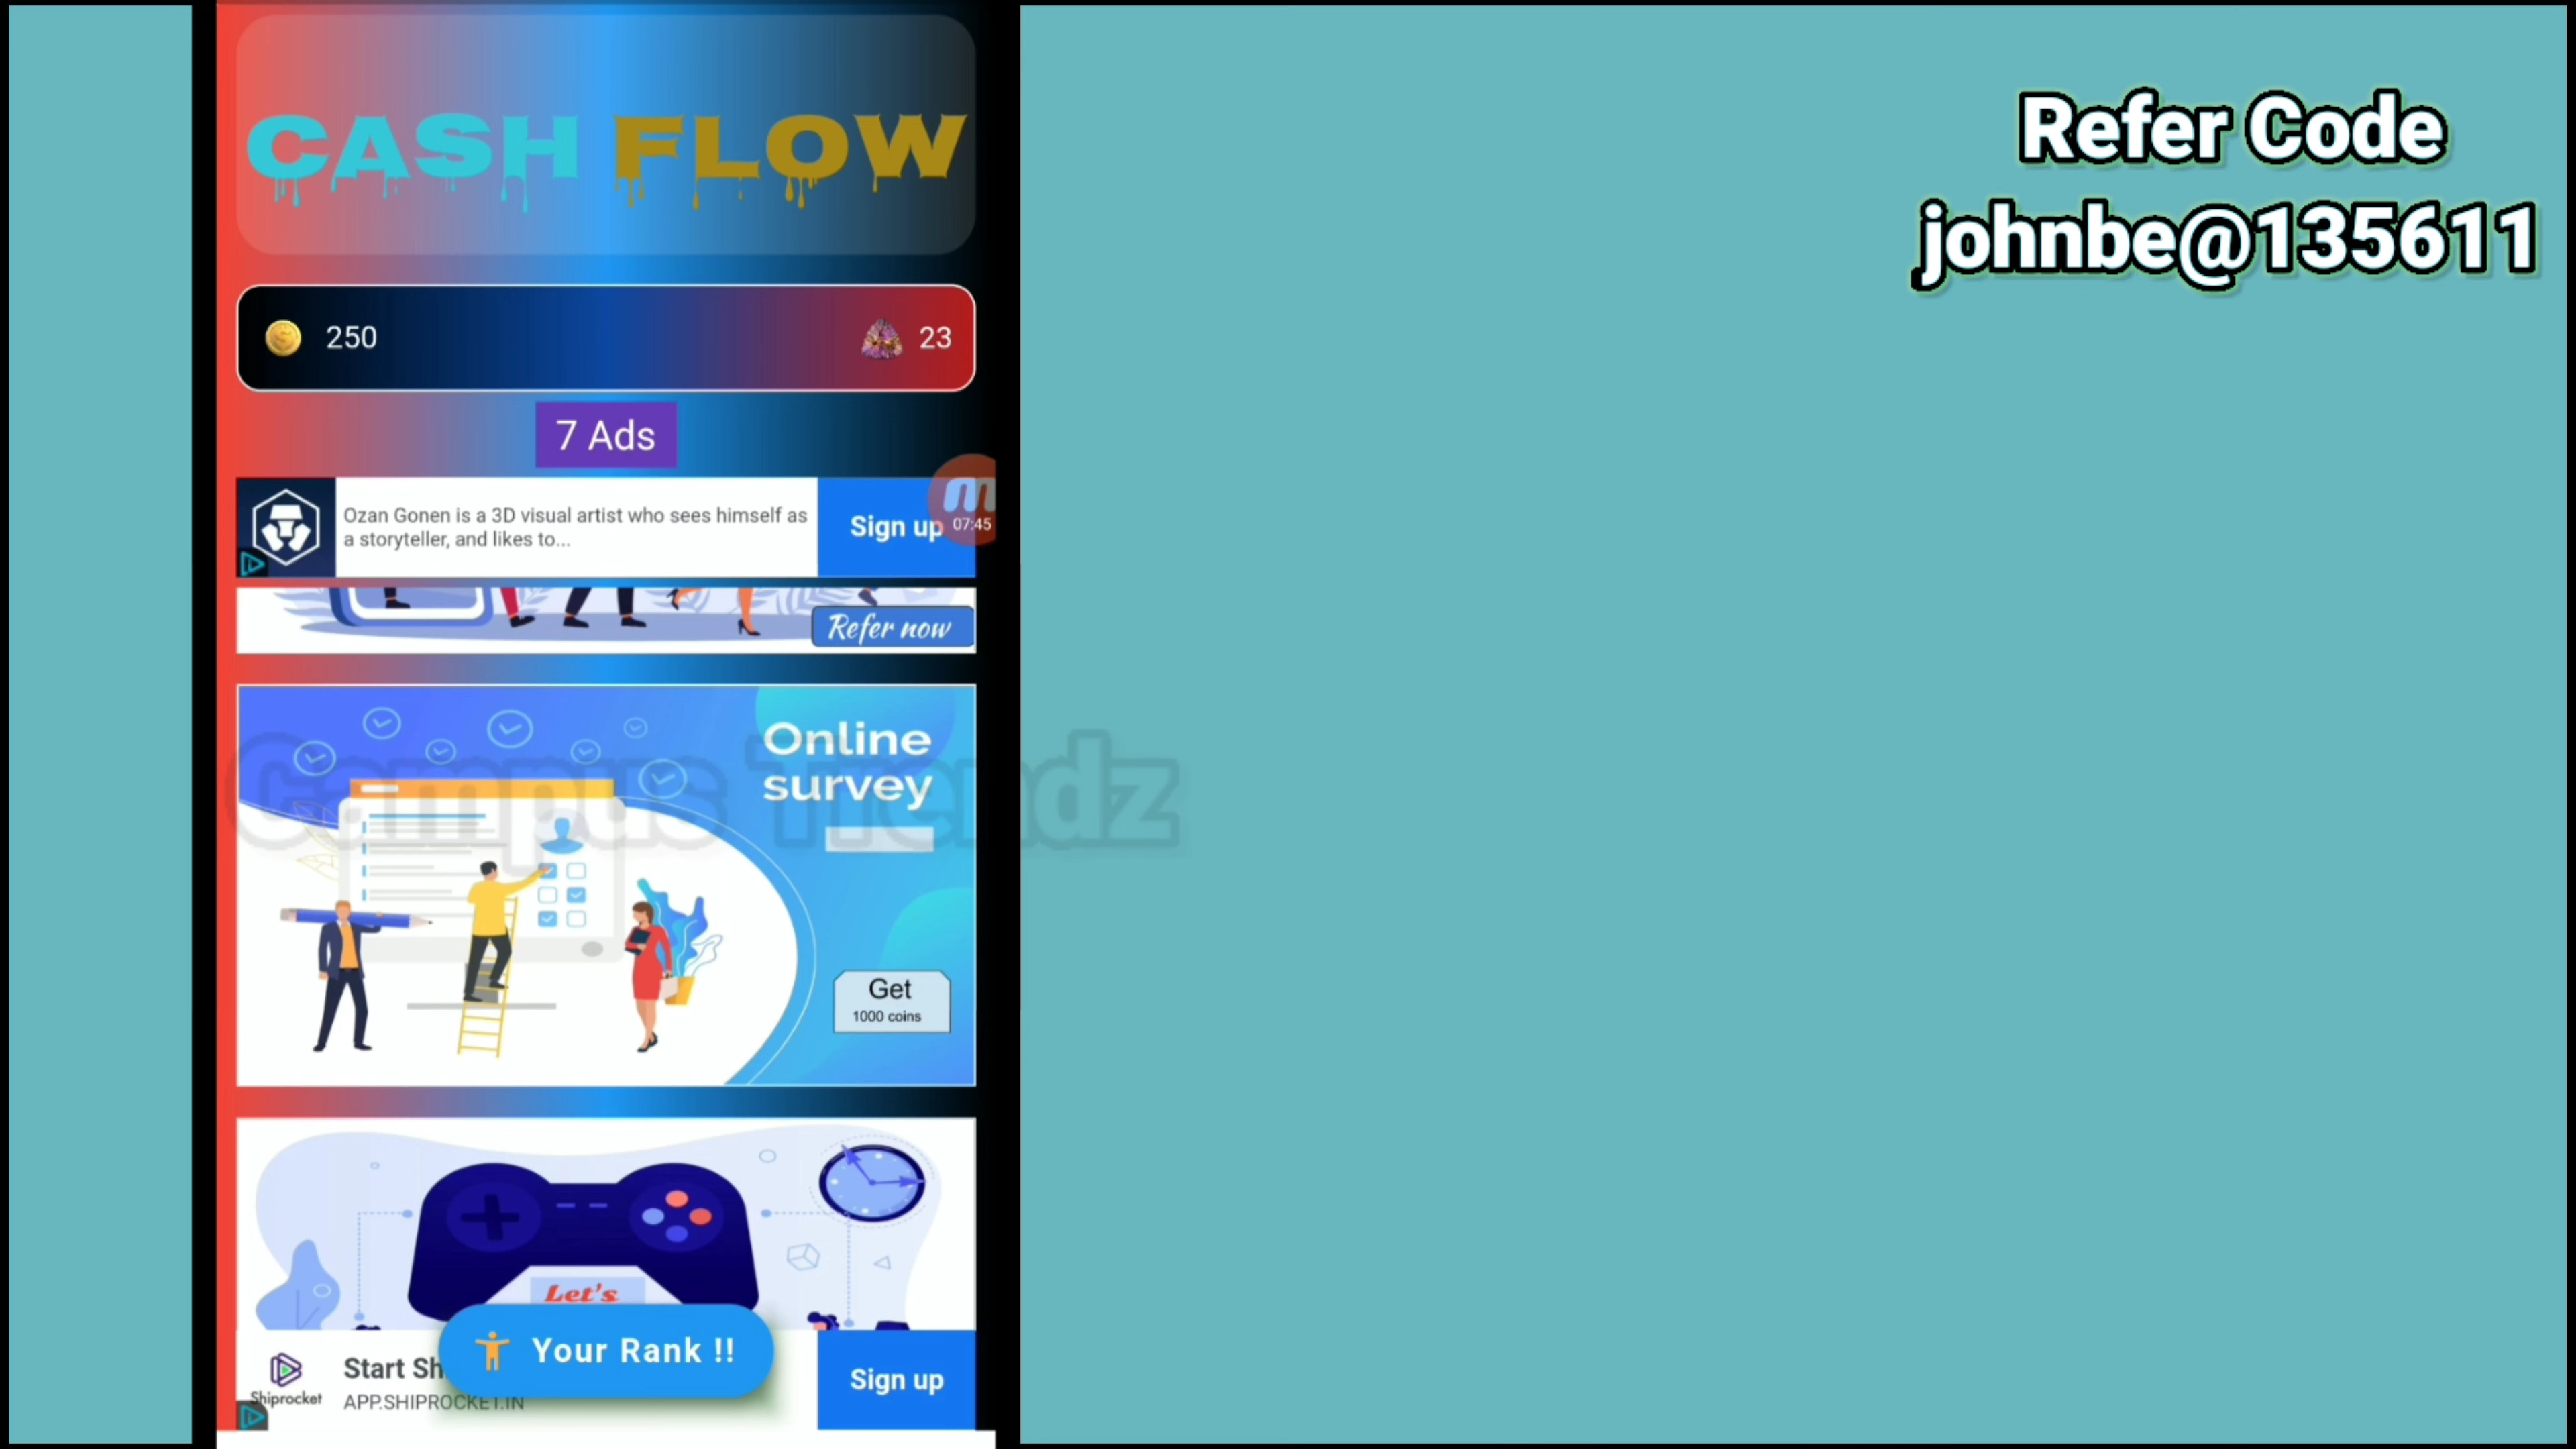 Refer Code
johnbe@135611
CASH FLOW
250
23
7 Ads
Ozan Gonen is a 3D visual artist who sees himself as
a storyteller, and likes to...
Sign up
07:45
Refer now
Online
survey
Campus Trendz
Get
1000 coins
Let's
Your Rank !!
Start Sh
Shiprocket
APP.SHIPROCKET.IN
Sign up